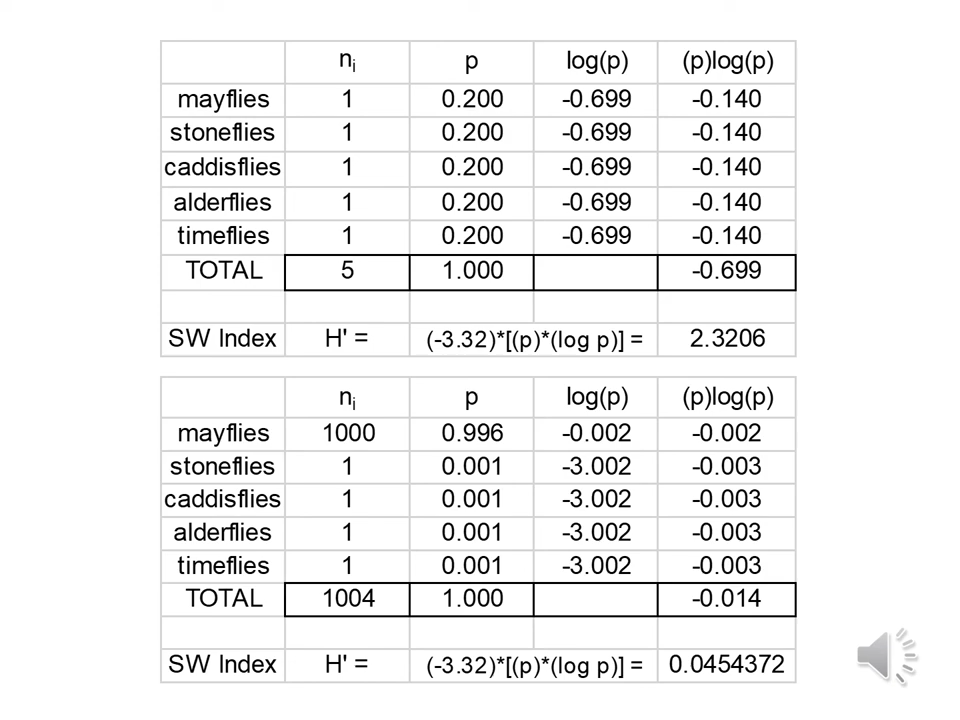 nᵢ p log(p) (p)log(p)
mayflies 1 0.200 -0.699 -0.140
stoneflies 1 0.200 -0.699 -0.140
caddisflies 1 0.200 -0.699 -0.140
alderflies 1 0.200 -0.699 -0.140
timeflies 1 0.200 -0.699 -0.140
TOTAL 5 1.000 -0.699
SW Index H' = (-3.32)*[(p)*(log p)] = 2.3206
nᵢ p log(p) (p)log(p)
mayflies 1000 0.996 -0.002 -0.002
stoneflies 1 0.001 -3.002 -0.003
caddisflies 1 0.001 -3.002 -0.003
alderflies 1 0.001 -3.002 -0.003
timeflies 1 0.001 -3.002 -0.003
TOTAL 1004 1.000 -0.014
SW Index H' = (-3.32)*[(p)*(log p)] = 0.0454372